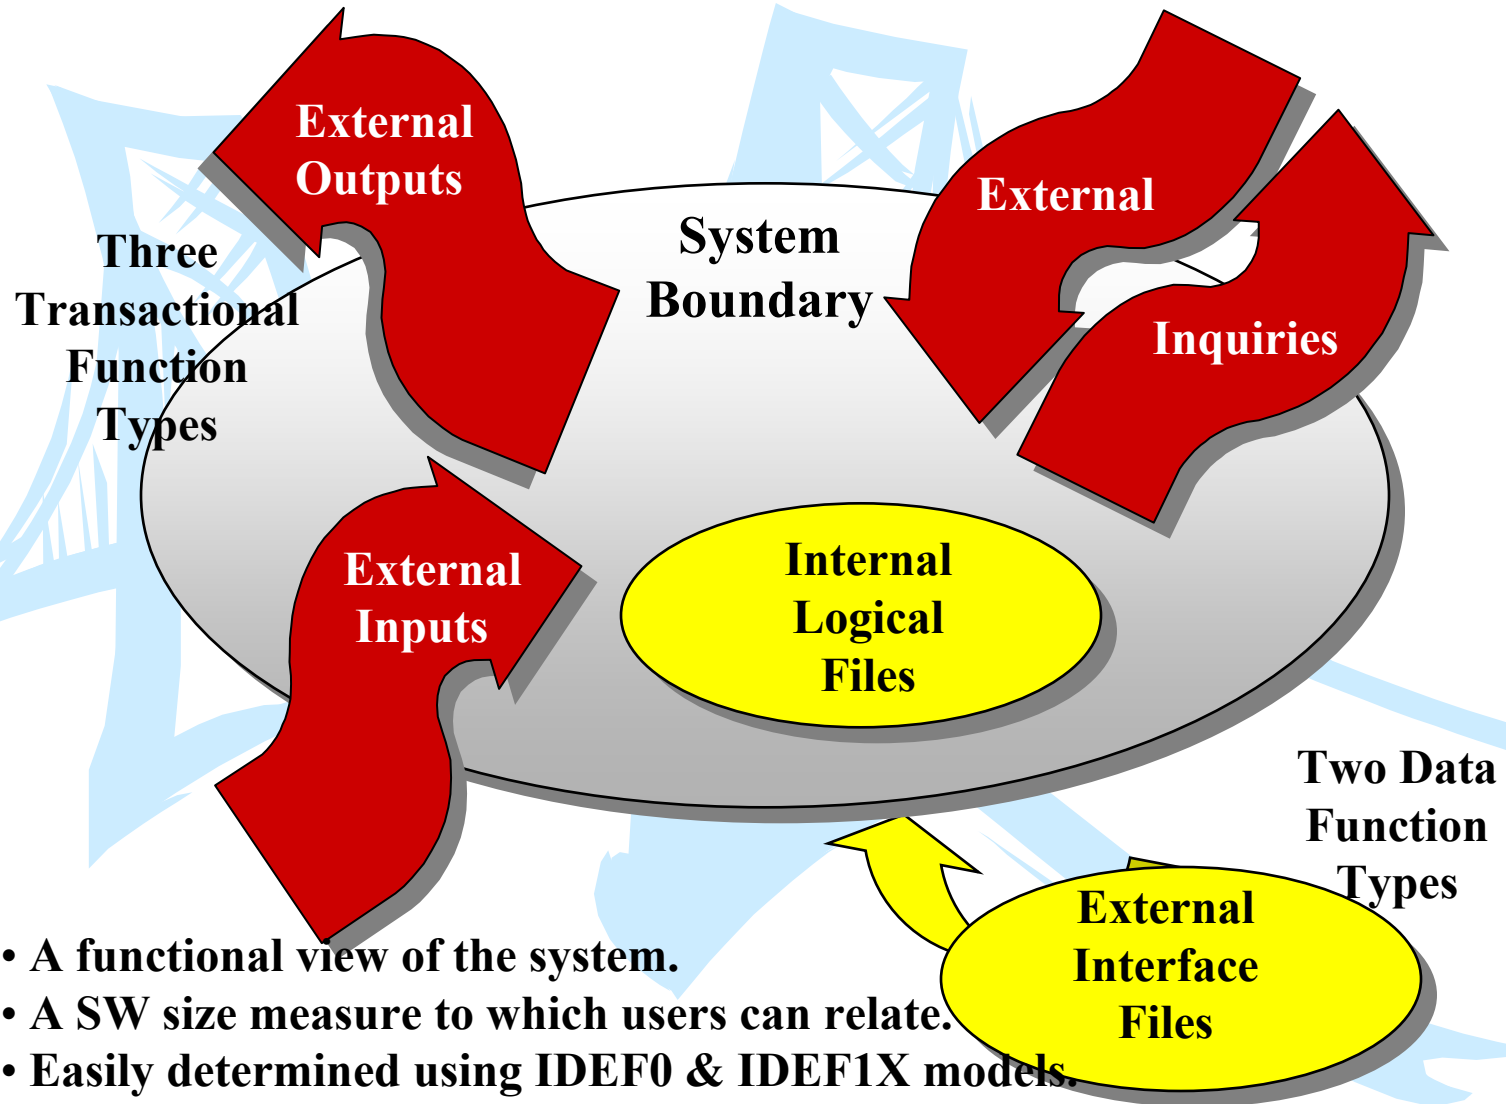 External
Outputs
External
Inquiries
System
Boundary
Three
Transactional
Function
Types
External
Inputs
Internal
Logical
Files
Two Data
Function
Types
External
Interface
Files
• A functional view of the system.
• A SW size measure to which users can relate.
• Easily determined using IDEF0 & IDEF1X models.